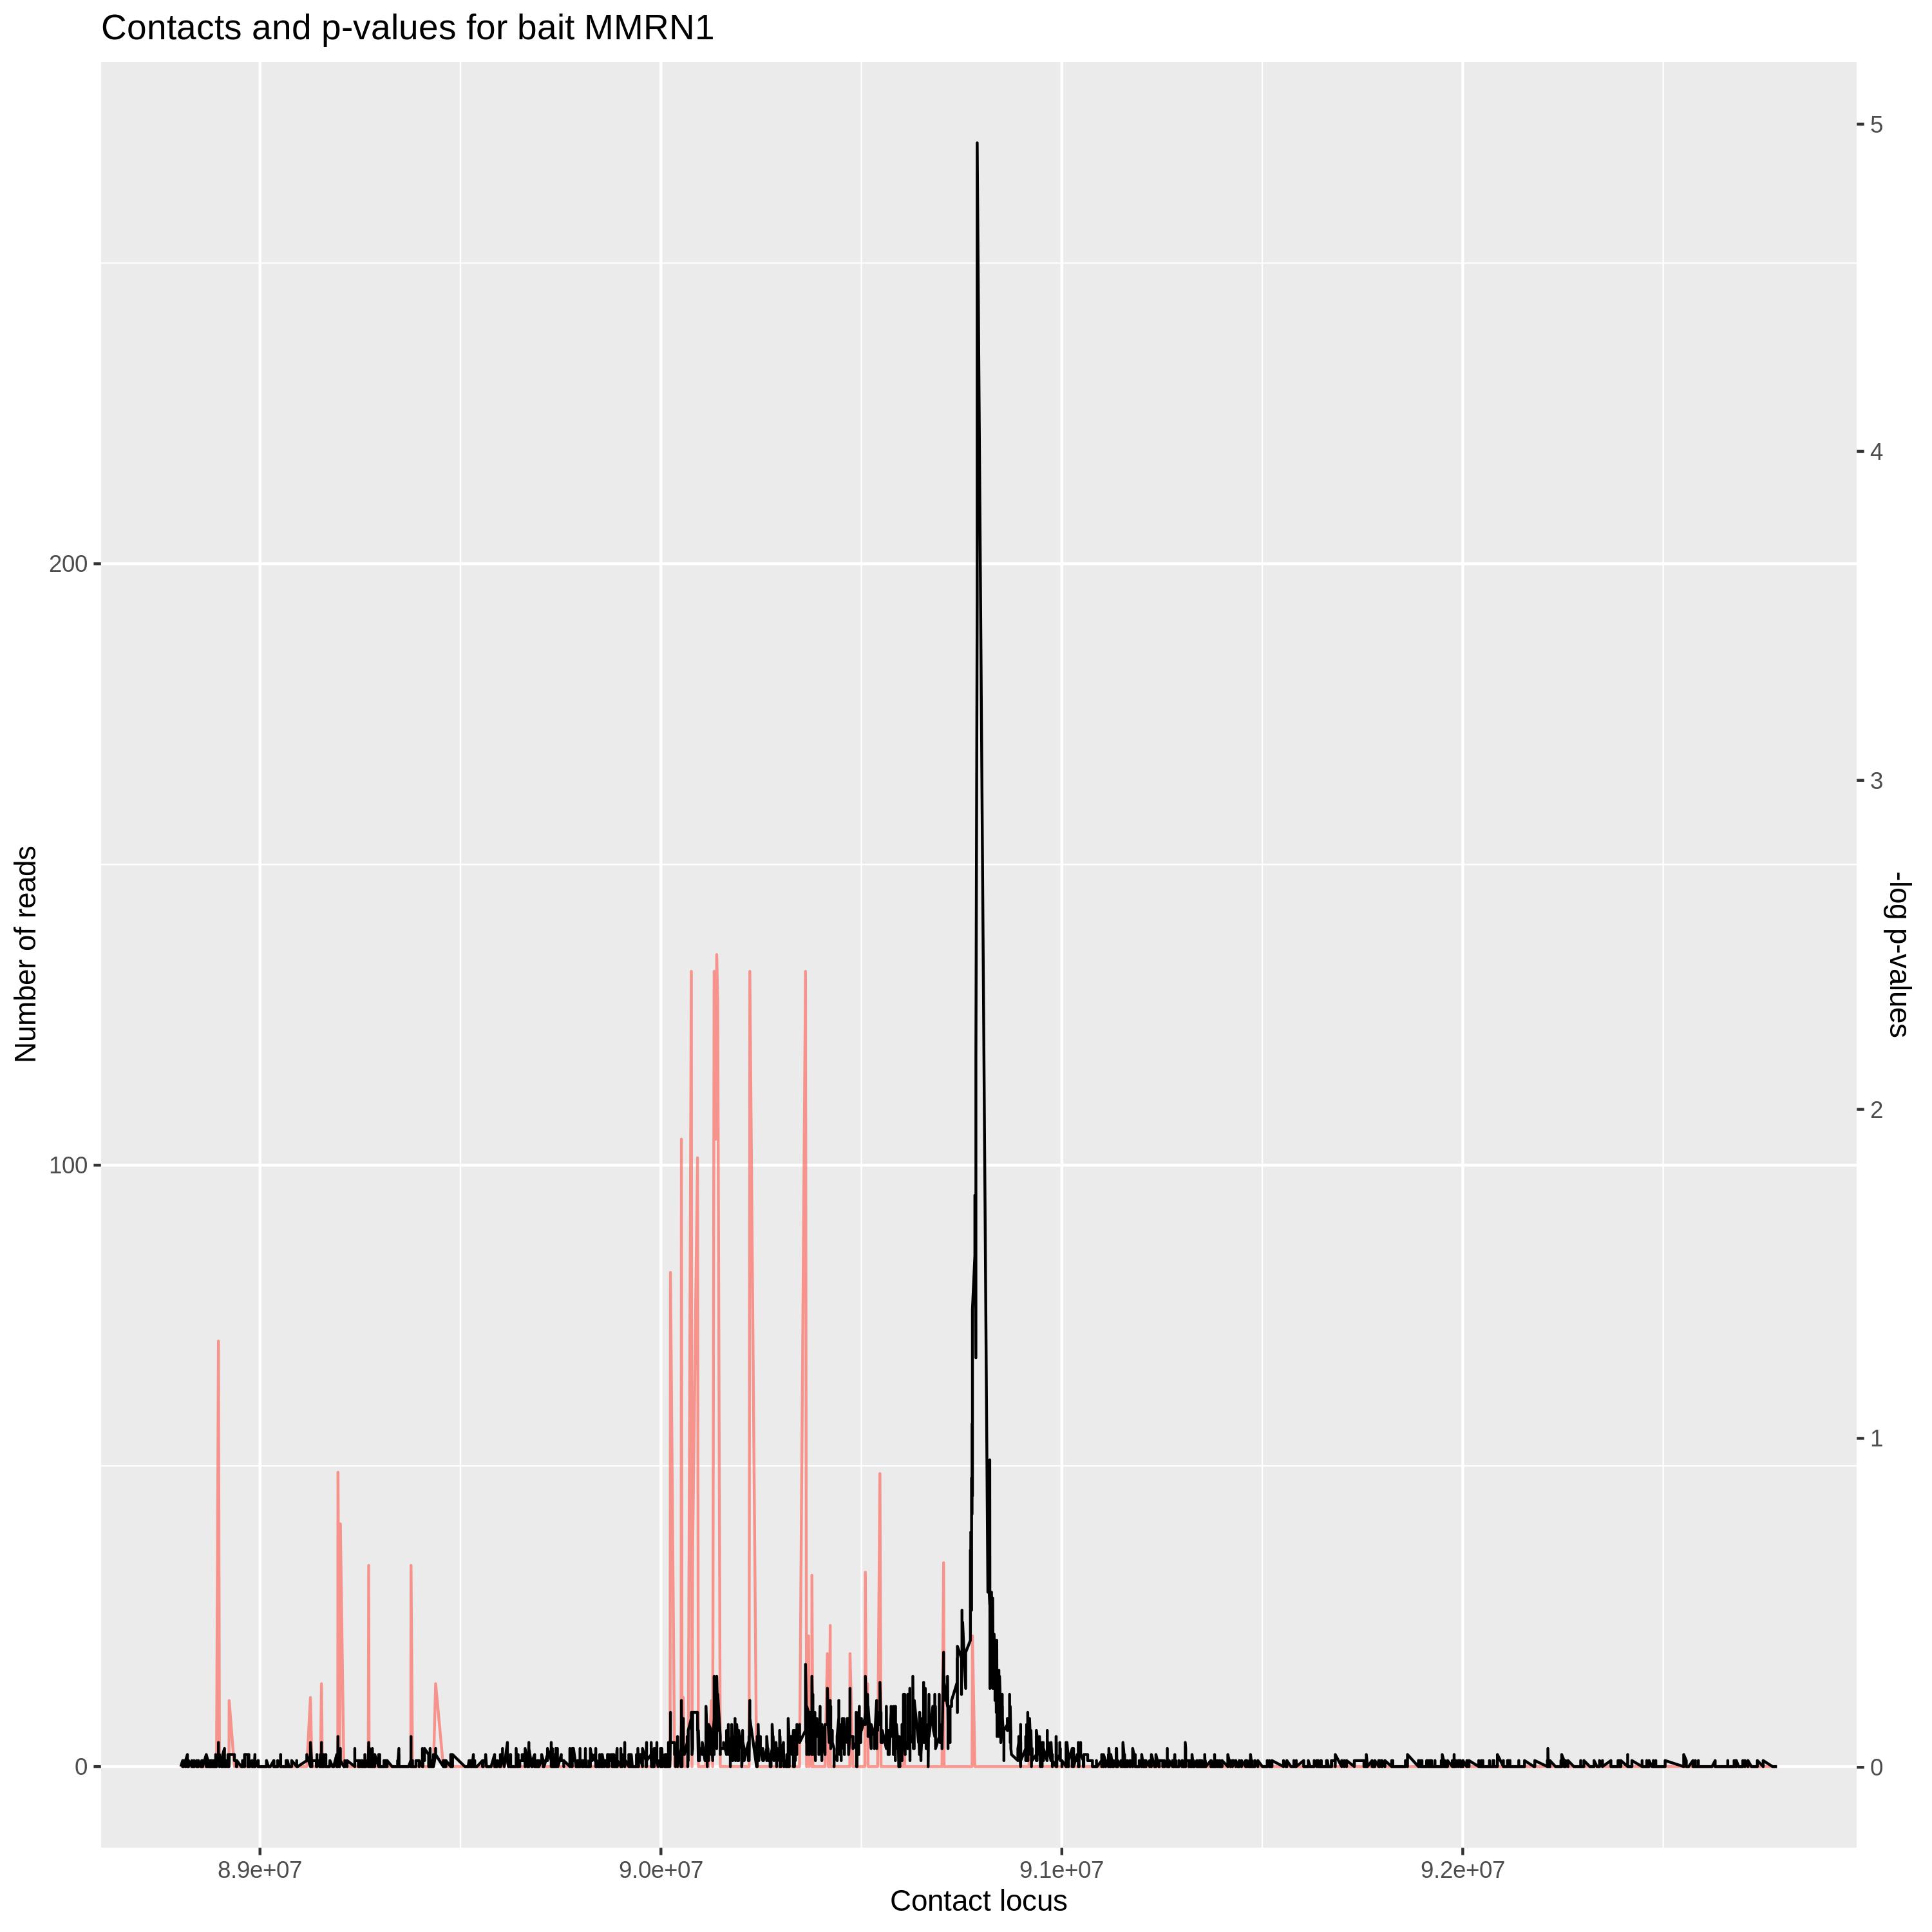 Contacts and p-values for bait MMRN1
5
4
200
3
Number of reads
-log p-values
2
100
1
0
0
8.9e+07
9.0e+07
9.1e+07
9.2e+07
Contact locus